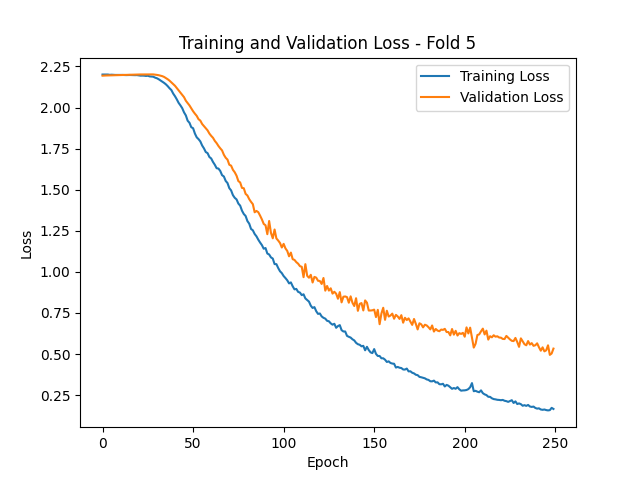 Training and Validation Loss - Fold 5
Training Loss
Validation Loss
2.25
2.00
1.75
1.50
1.25
1.00
0.75
0.50
0.25
Loss
0 50 100 150 200 250
Epoch